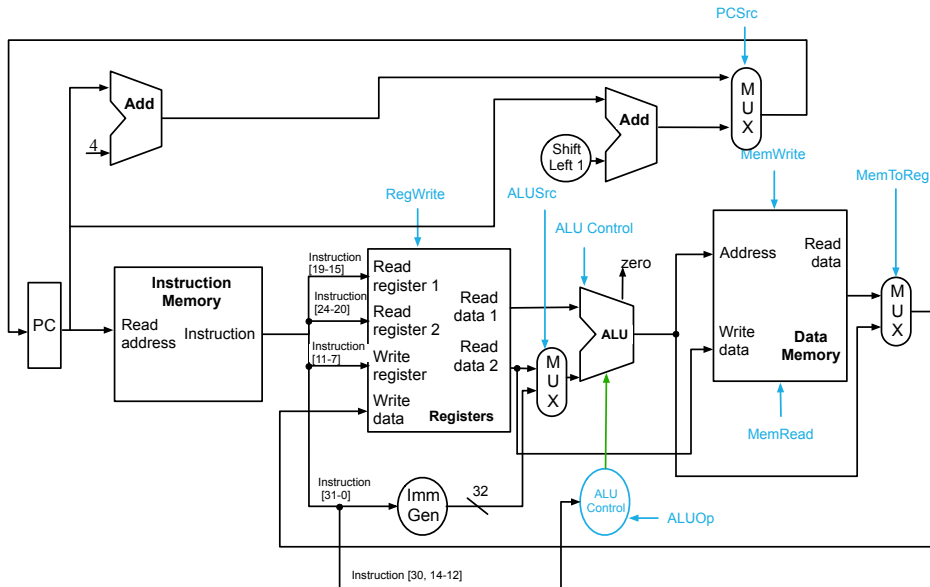 PCSrc
Add
4
M
U
X
Add
Shift
Left 1
MemWrite
RegWrite
ALUSrc
MemToReg
ALU Control
Instruction
[19-15]
zero
Address
Read
data
Read
register 1
Instruction
Memory
PC
Read
address
Instruction
Instruction
[24-20]
Read
register 2
Read
data 1
ALU
M
U
X
Write
data
Data
Memory
Instruction
[11-7]
Write
register
Read
data 2
M
U
X
Write
data
Registers
MemRead
Instruction
[31-0]
Imm
Gen
32
ALU
Control
ALUOp
Instruction [30, 14-12]